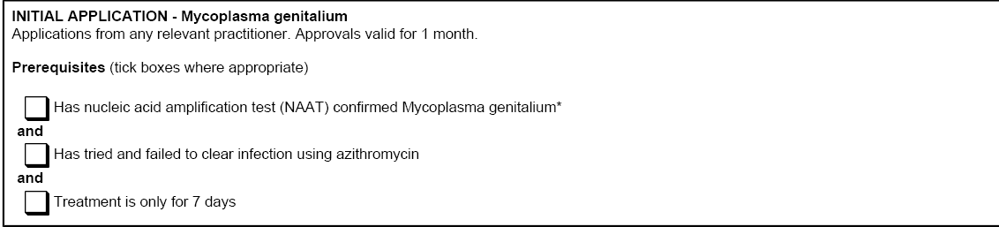 INITIAL APPLICATION - Mycoplasma genitalium
Applications from any relevant practitioner. Approvals valid for 1 month.
Prerequisites (tick boxes where appropriate)
Has nucleic acid amplification test (NAAT) confirmed Mycoplasma genitalium*
and
Has tried and failed to clear infection using azithromycin
and
Treatment is only for 7 days